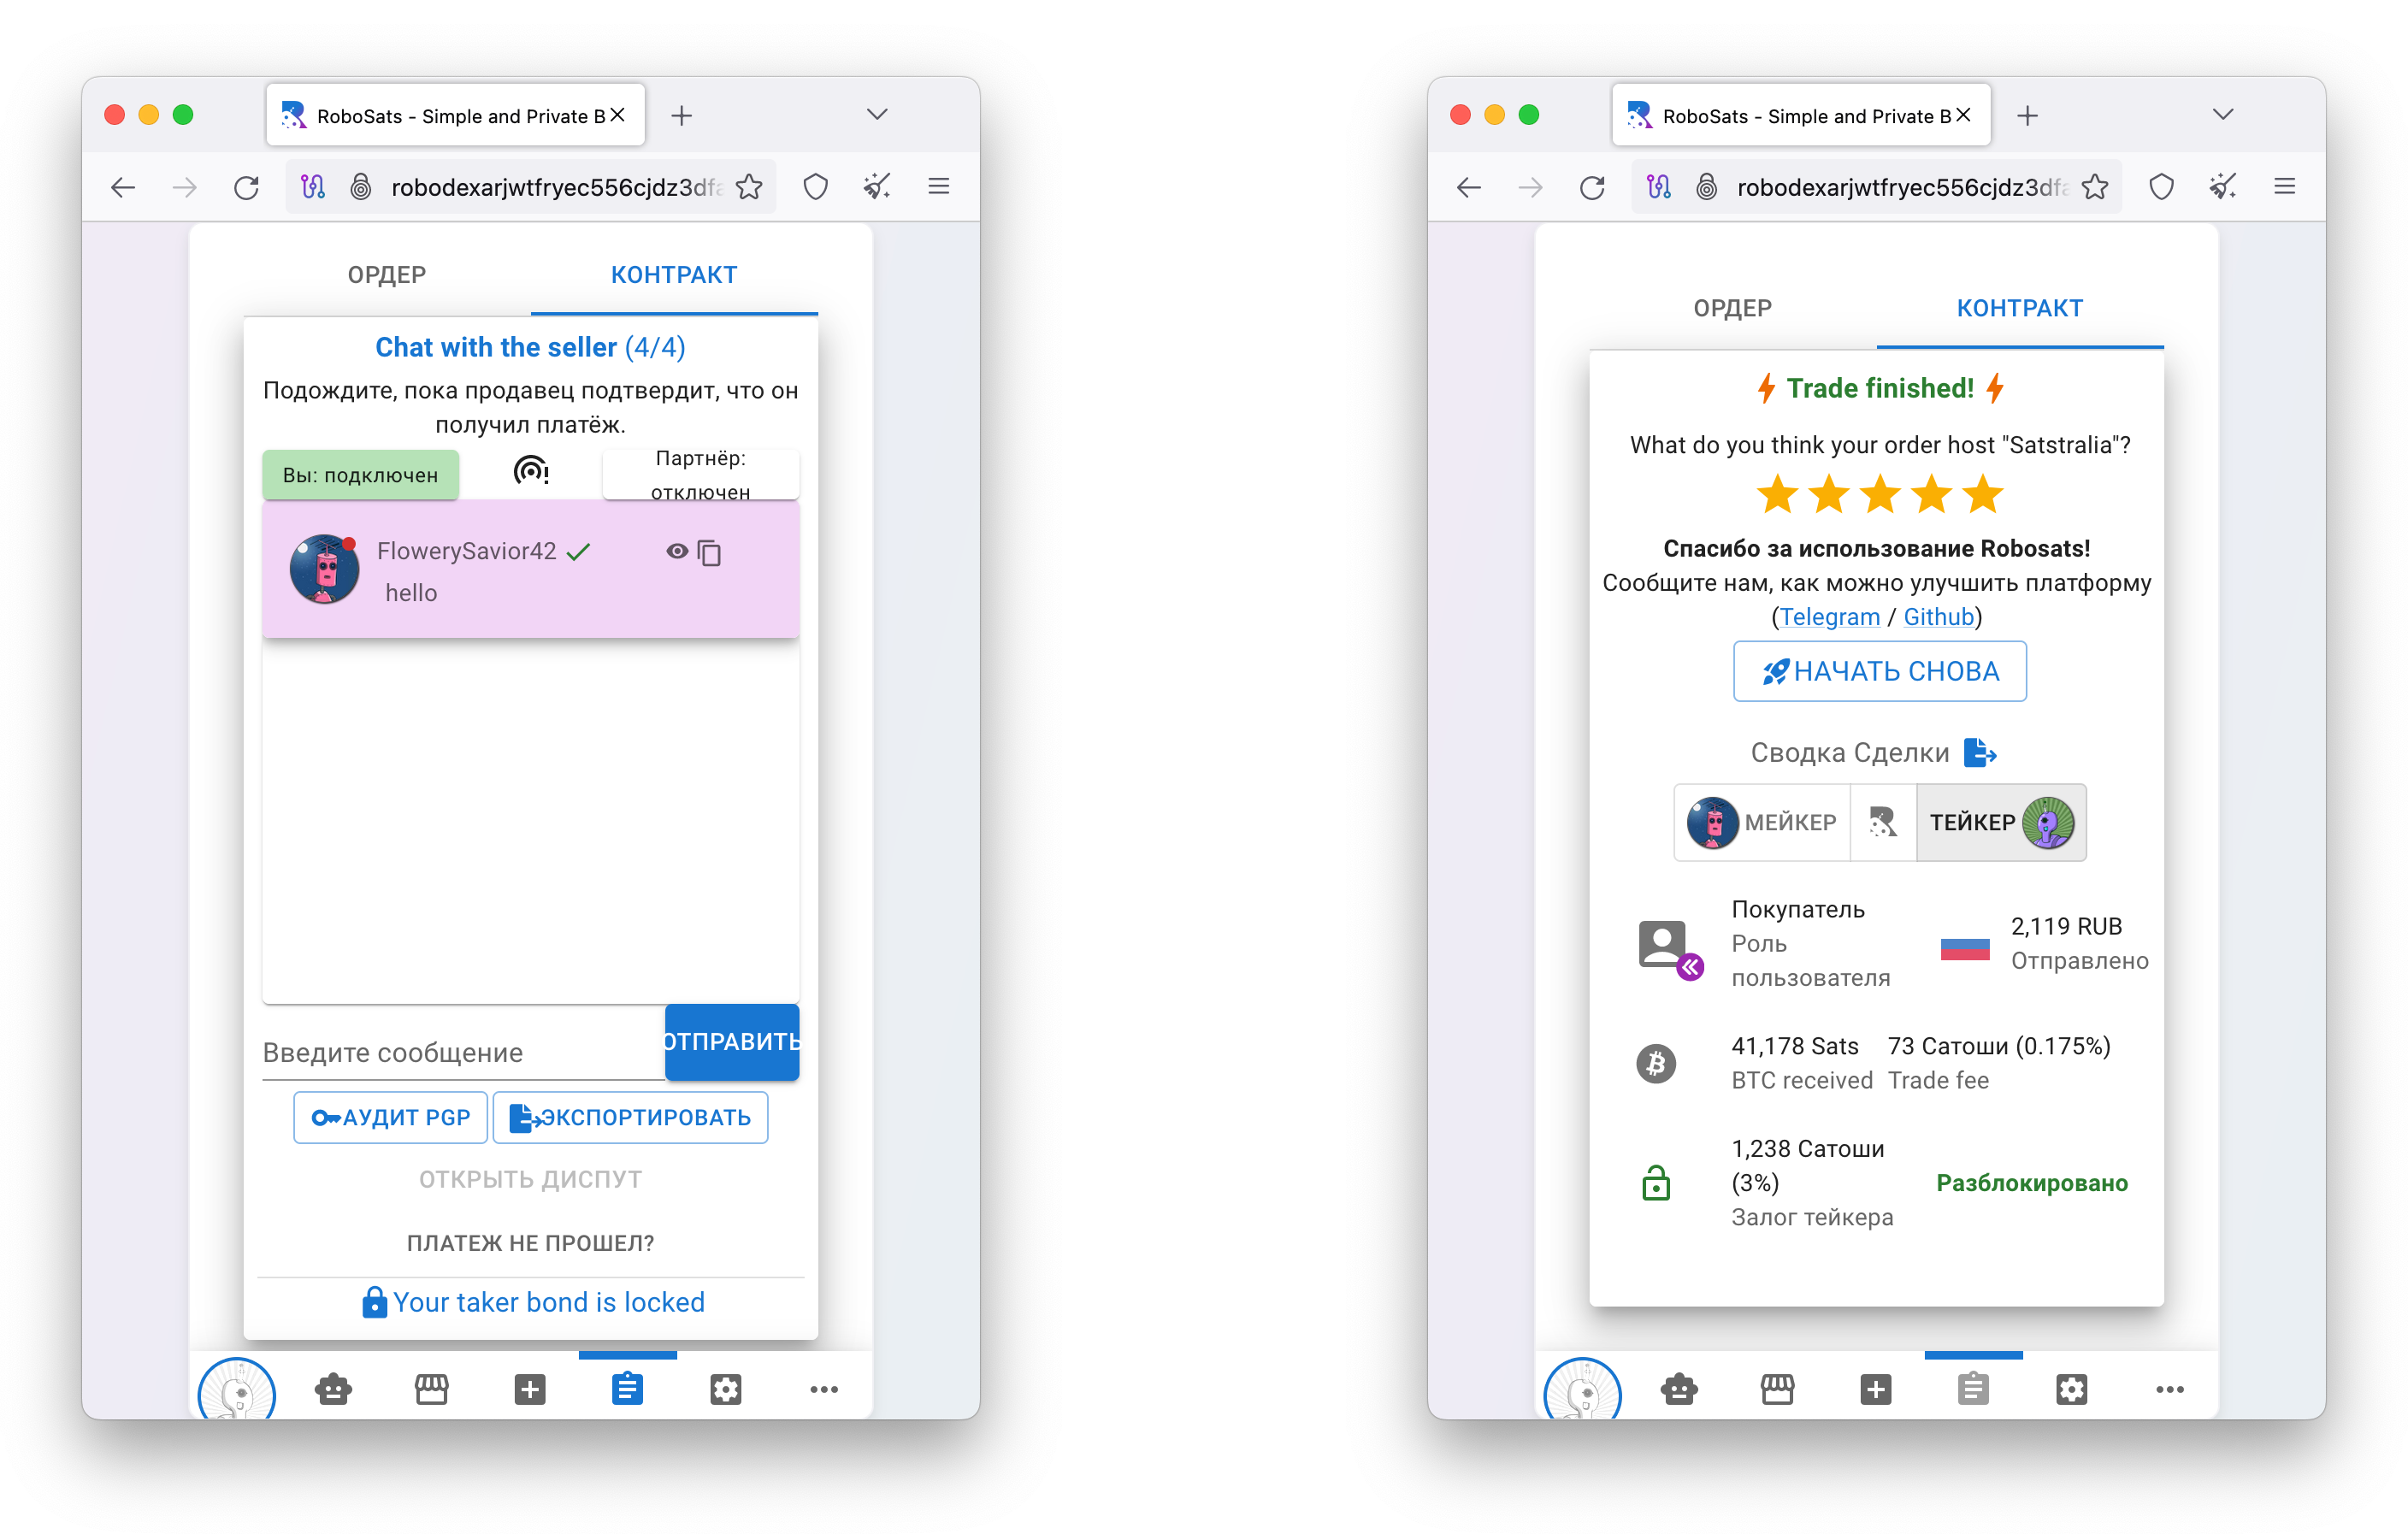 RoboSats - Simple and Private B
robodexarjwtfryec556cjdz3dfa
ОРДЕР
КОНТРАКТ
Chat with the seller (4/4)
Подождите, пока продавец подтвердит, что он
получил платёж.
Вы: подключен
Партнёр:
отключен
FlowerySavior42
hello
Введите сообщение
ОТПРАВИТЬ
АУДИТ PGP
ЭКСПОРТИРОВАТЬ
ОТКРЫТЬ ДИСПУТ
ПЛАТЕЖ НЕ ПРОШЕЛ?
Your taker bond is locked
RoboSats - Simple and Private B
robodexarjwtfryec556cjdz3dfa
ОРДЕР
КОНТРАКТ
Trade finished!
What do you think your order host "Satstralia"?
Спасибо за использование Robosats!
Сообщите нам, как можно улучшить платформу
(Telegram / Github)
НАЧАТЬ СНОВА
Сводка Сделки
МЕЙКЕР
ТЕЙКЕР
Покупатель
Роль
пользователя
2,119 RUB
Отправлено
41,178 Sats
BTC received
73 Сатоши (0.175%)
Trade fee
1,238 Сатоши
(3%)
Залог тейкера
Разблокировано